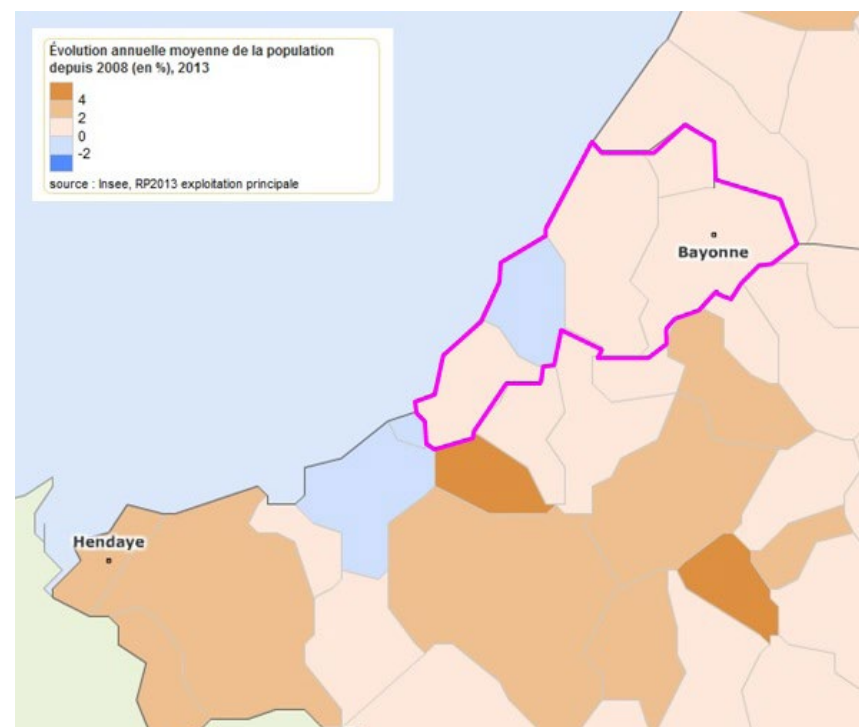 Évolution annuelle moyenne de la population
depuis 2008 (en %), 2013
4
2
0
-2
source : Insee, RP2013 exploitation principale
Bayonne
Hendaye